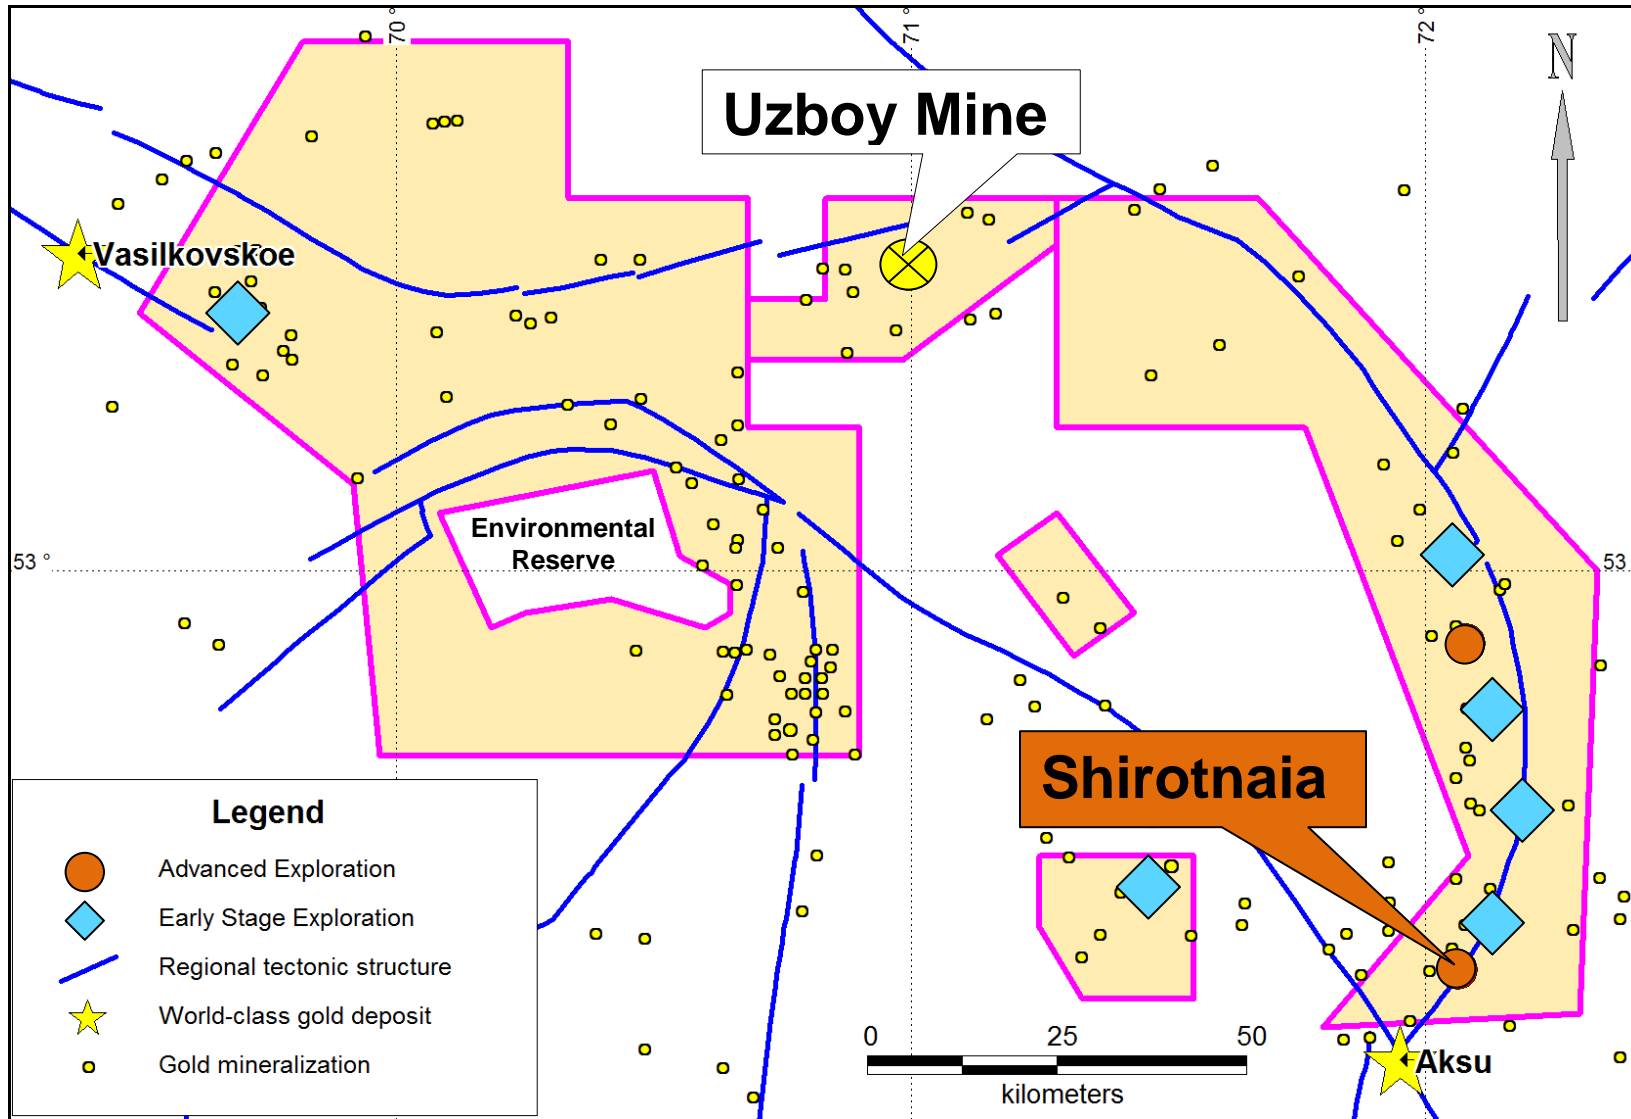 70 °
71 °
72 °
N
Uzboy Mine
Vasilkovskoe
Environmental
Reserve
53 °
53
Shirotnaia
Legend
Advanced Exploration
Early Stage Exploration
Regional tectonic structure
World-class gold deposit
Gold mineralization
0 25 50
kilometers
Aksu